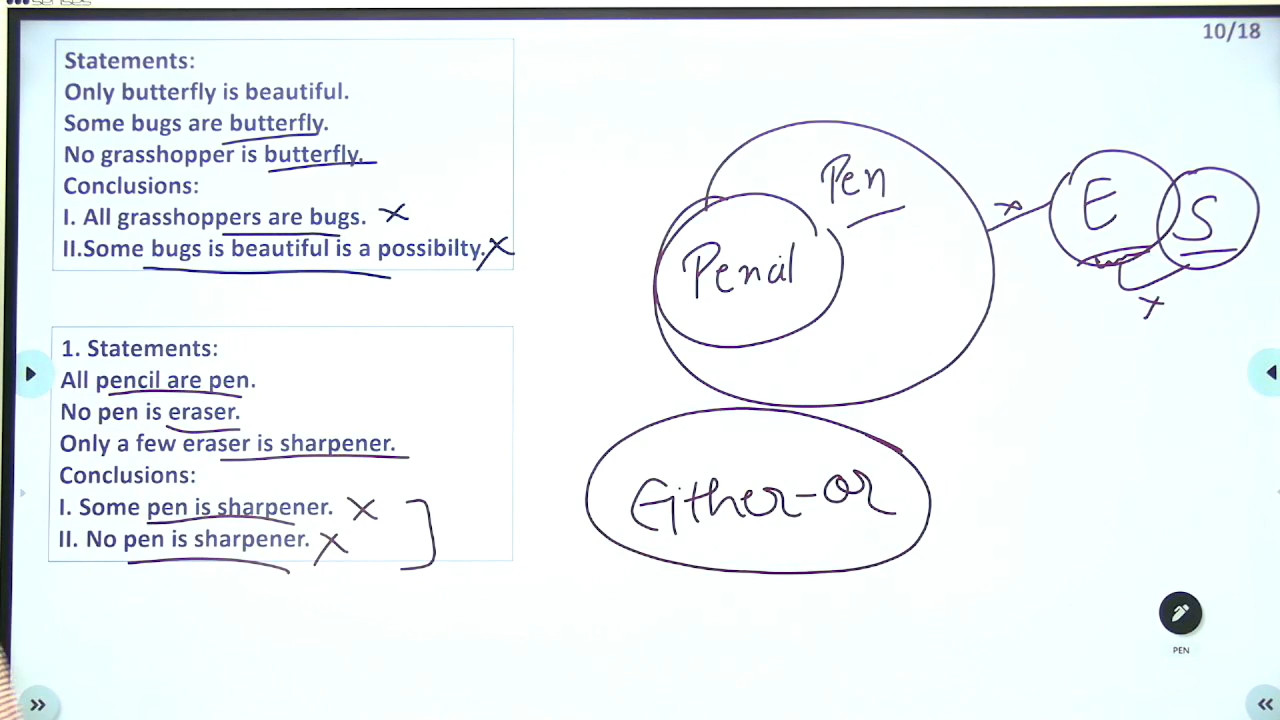 10/18
Statements:
Only butterfly is beautiful.
Some bugs are butterfly.
No grasshopper is butterfly.
Conclusions:
I. All grasshoppers are bugs. ×
II.Some bugs is beautiful is a possibilty. ×
1. Statements:
All pencil are pen.
No pen is eraser.
Only a few eraser is sharpener.
Conclusions:
I. Some pen is sharpener. ×
II. No pen is sharpener. ×
Pen
Pencil
×
E
S
×
Either-or
PEN